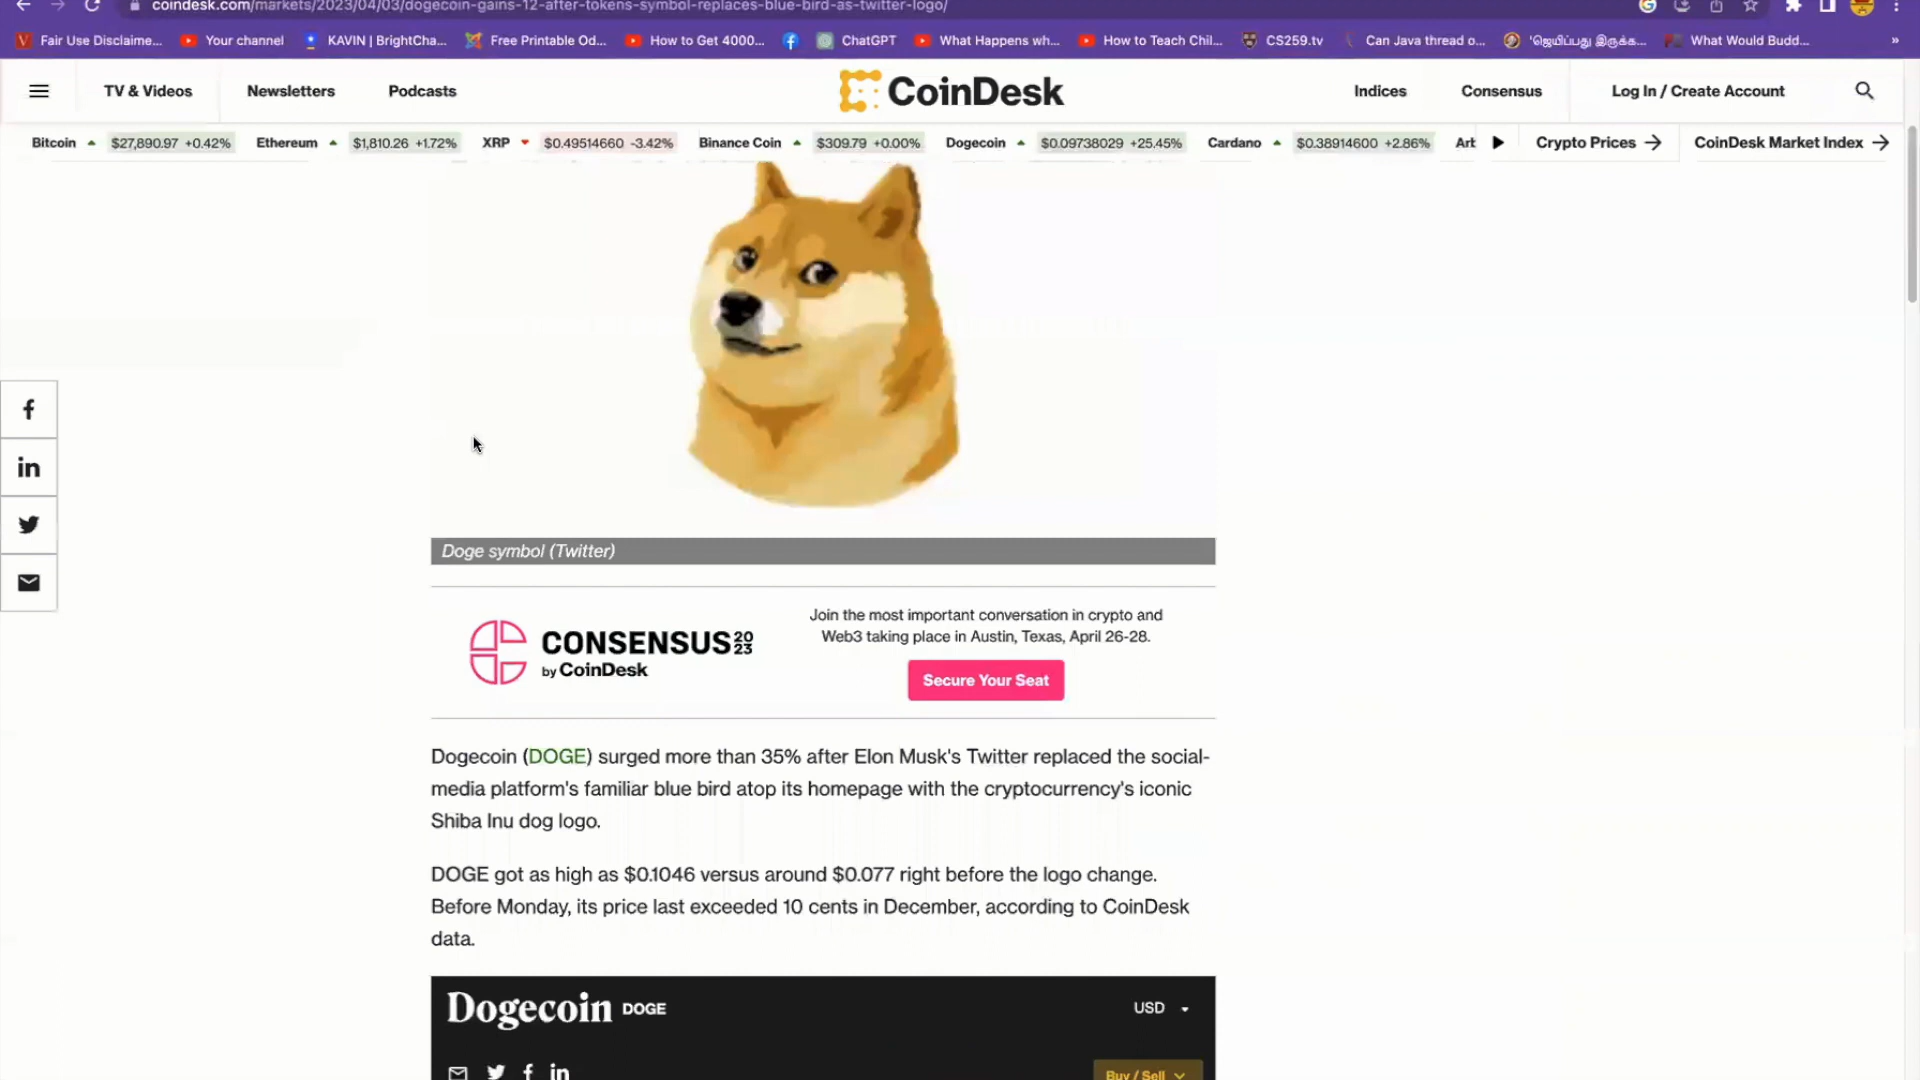 coindesk.com/markets/2023/04/03/dogecoin-gains-12-after-tokens-symbol-replaces-blue-bird-as-twitter-logo/
Fair Use Disclaime... Your channel KAVIN | BrightCha... Free Printable Od... How to Get 4000... ChatGPT What Happens wh... How to Teach Chil... CS259.tv Can Java thread o... 'ஜெயிப்பது இருக்க... What Would Budd... »
TV & Videos Newsletters Podcasts CoinDesk Indices Consensus Log In / Create Account
Bitcoin $27,890.97 +0.42% Ethereum $1,810.26 +1.72% XRP $0.49514660 -3.42% Binance Coin $309.79 +0.00% Dogecoin $0.09738029 +25.45% Cardano $0.38914600 +2.86% Art Crypto Prices CoinDesk Market Index
Doge symbol (Twitter)
CONSENSUS 2023
by CoinDesk
Join the most important conversation in crypto and
Web3 taking place in Austin, Texas, April 26-28.
Secure Your Seat
Dogecoin (DOGE) surged more than 35% after Elon Musk's Twitter replaced the social-
media platform's familiar blue bird atop its homepage with the cryptocurrency's iconic
Shiba Inu dog logo.
DOGE got as high as $0.1046 versus around $0.077 right before the logo change.
Before Monday, its price last exceeded 10 cents in December, according to CoinDesk
data.
Dogecoin DOGE USD
Buy / Sell